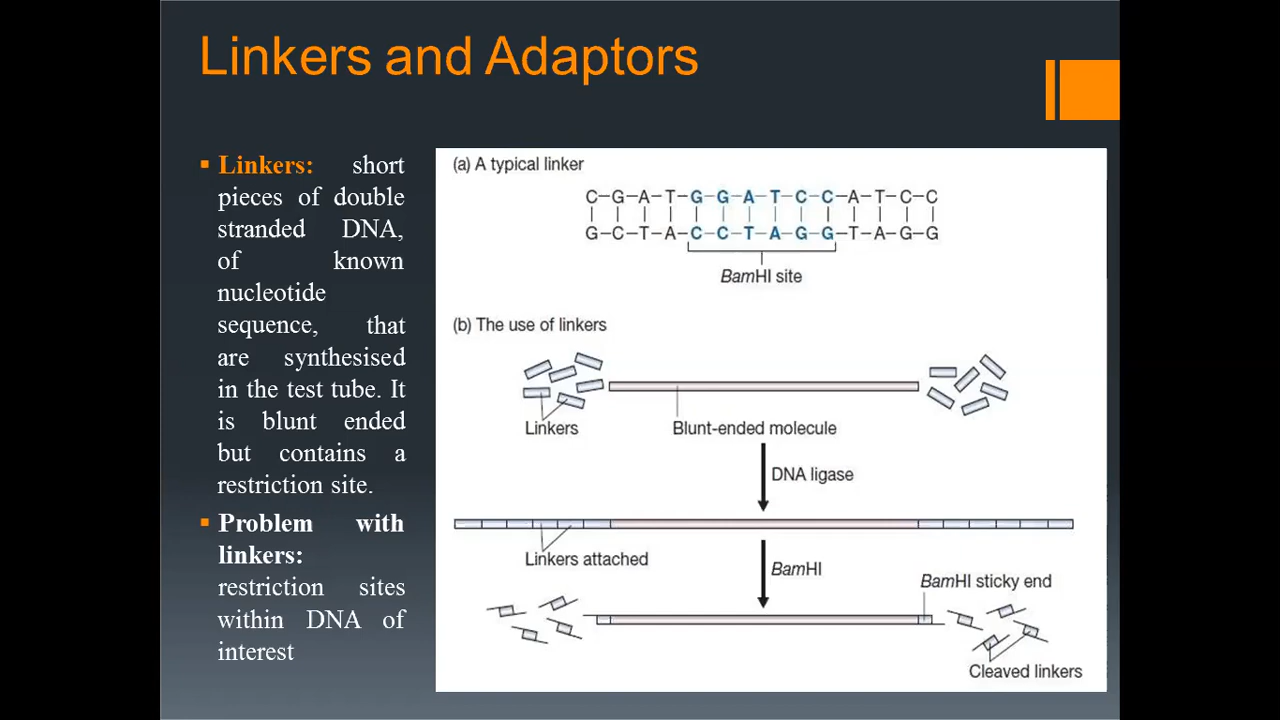 Linkers and Adaptors
▪ Linkers: short
pieces of double
stranded DNA,
of known
nucleotide
sequence, that
are synthesised
in the test tube. It
is blunt ended
but contains a
restriction site.
▪ Problem with
linkers:
restriction sites
within DNA of
interest
(a) A typical linker
C-G-A-T-G-G-A-T-C-C-A-T-C-C
G-C-T-A-C-C-T-A-G-G-T-A-G-G
BamHI site
(b) The use of linkers
Linkers
Blunt-ended molecule
DNA ligase
Linkers attached
BamHI
BamHI sticky end
Cleaved linkers